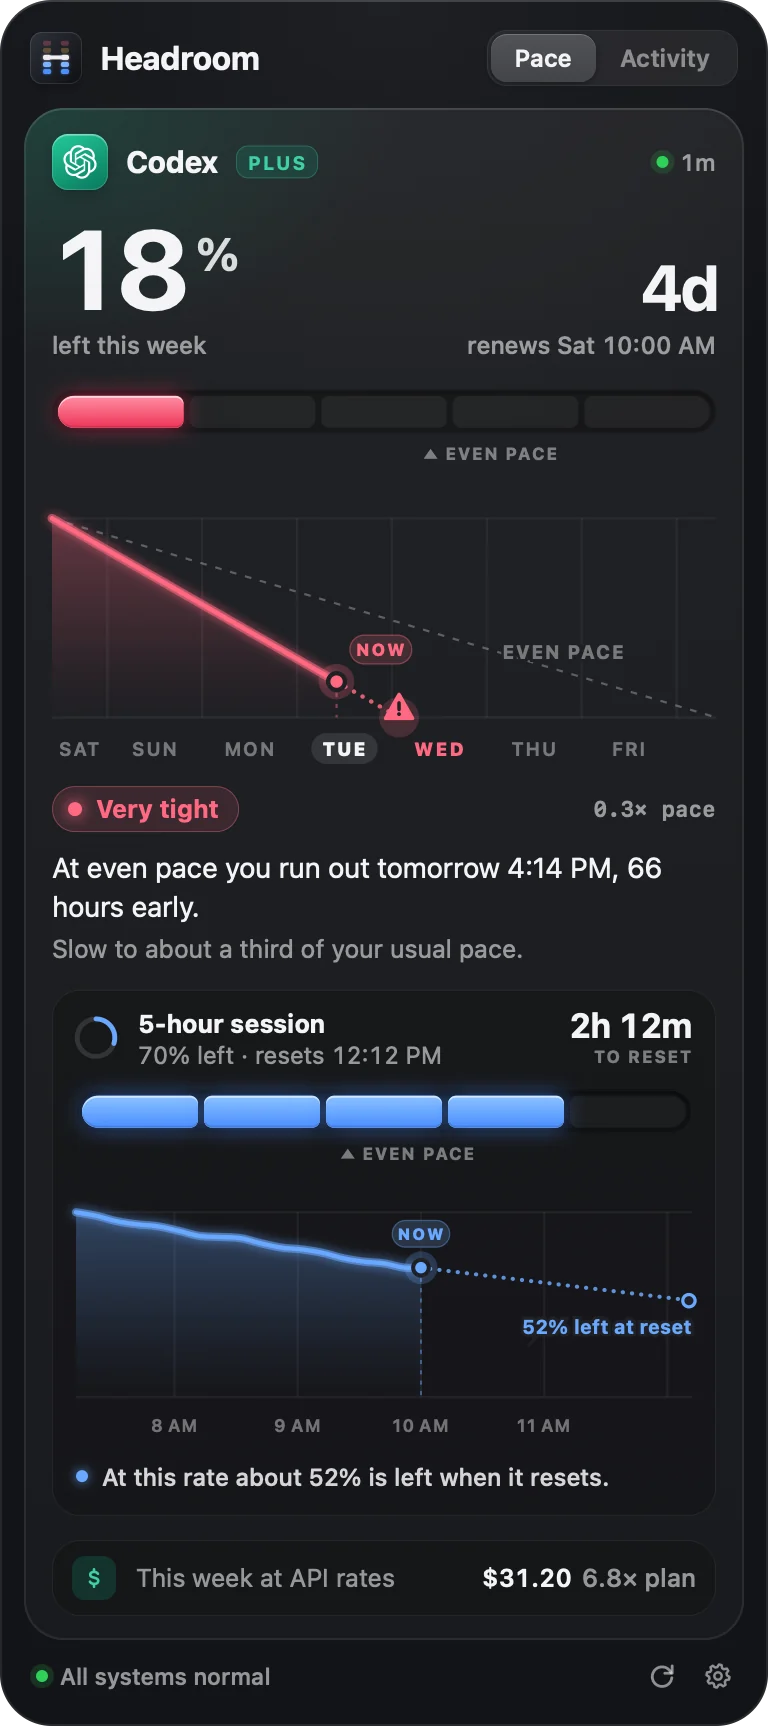 Headroom
Pace
Activity
Codex
PLUS
1m
18%
4d
left this week
renews Sat 10:00 AM
EVEN PACE
NOW
EVEN PACE
SAT SUN MON TUE WED THU FRI
Very tight
0.3× pace
At even pace you run out tomorrow 4:14 PM, 66
hours early.
Slow to about a third of your usual pace.
5-hour session
2h 12m
70% left · resets 12:12 PM
TO RESET
EVEN PACE
NOW
52% left at reset
8 AM 9 AM 10 AM 11 AM
At this rate about 52% is left when it resets.
$ This week at API rates
$31.20 6.8× plan
All systems normal